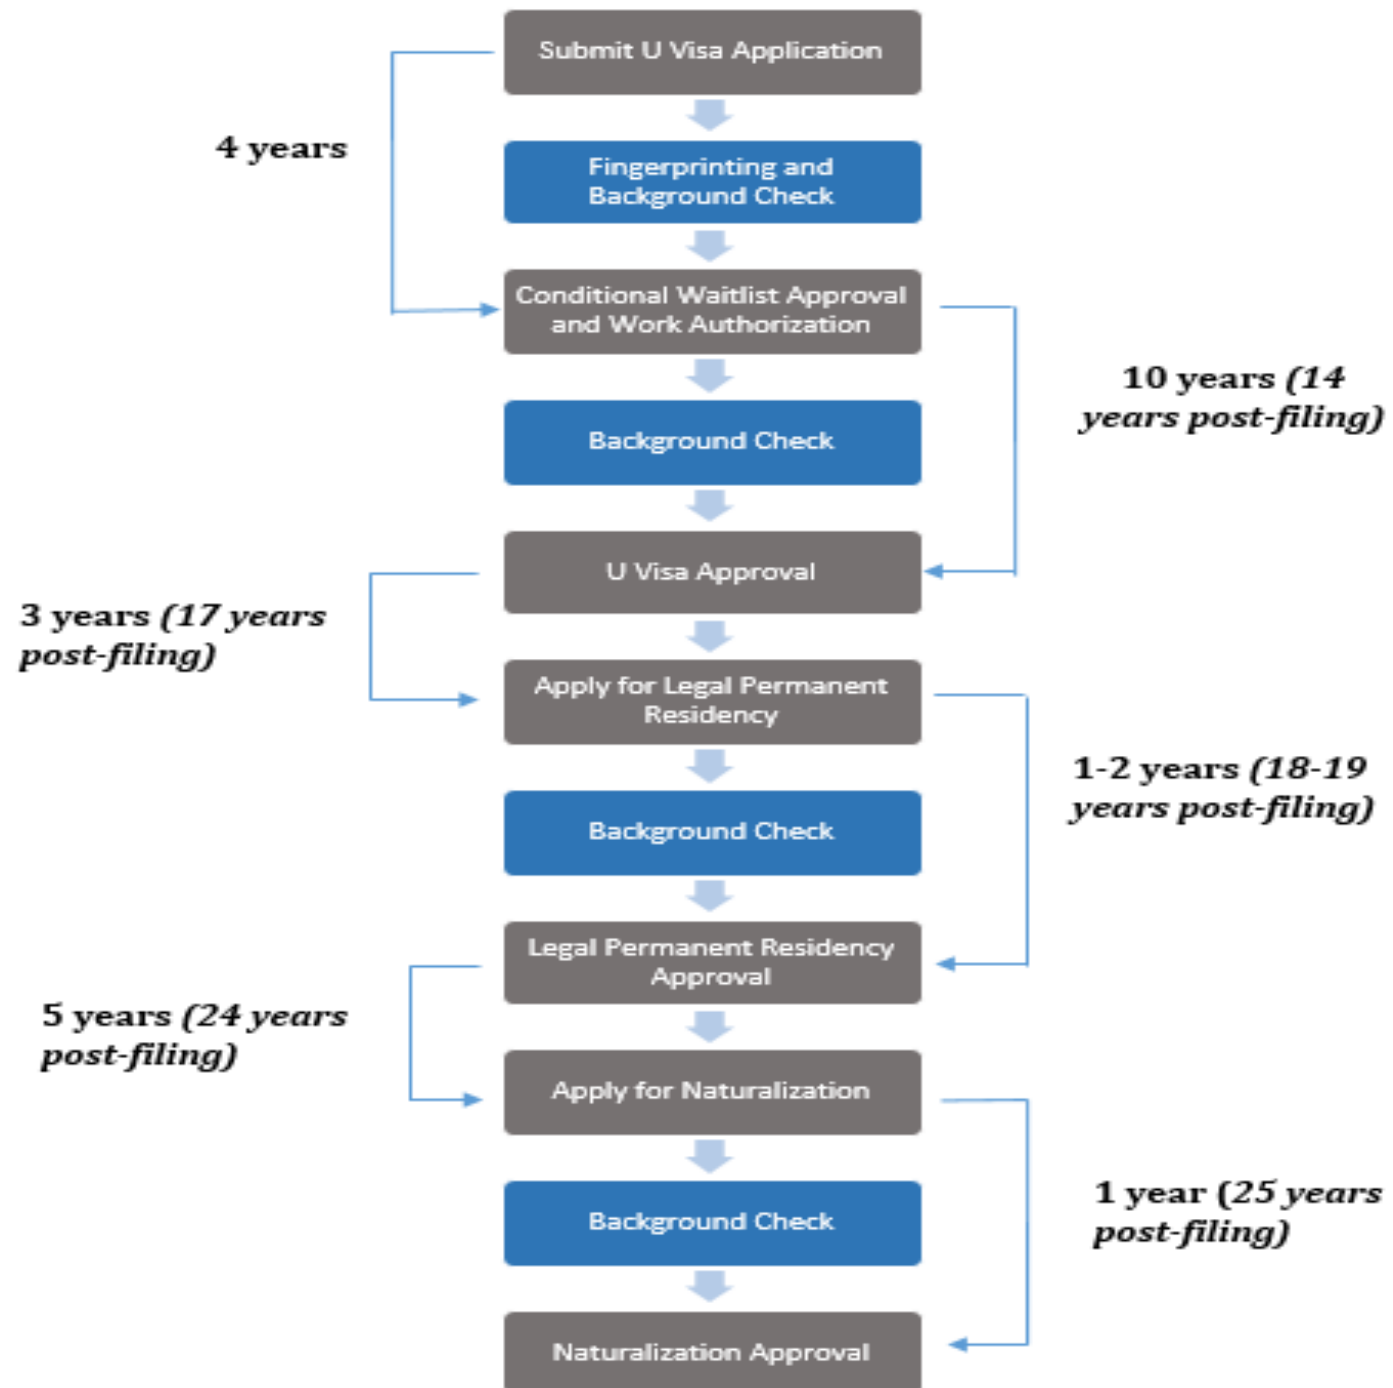 Submit U Visa Application
4 years
Fingerprinting and
Background Check
Conditional Waitlist Approval
and Work Authorization
10 years (14
years post-filing)
Background Check
U Visa Approval
3 years (17 years
post-filing)
Apply for Legal Permanent
Residency
1-2 years (18-19
years post-filing)
Background Check
Legal Permanent Residency
Approval
5 years (24 years
post-filing)
Apply for Naturalization
1 year (25 years
post-filing)
Background Check
Naturalization Approval